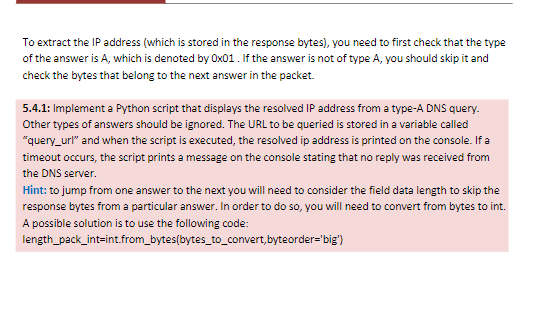 To extract the IP address (which is stored in the response bytes), you need to first check that the type
of the answer is A, which is denoted by 0x01 . If the answer is not of type A, you should skip it and
check the bytes that belong to the next answer in the packet.
5.4.1: Implement a Python script that displays the resolved IP address from a type-A DNS query.
Other types of answers should be ignored. The URL to be queried is stored in a variable called
"query_url" and when the script is executed, the resolved ip address is printed on the console. If a
timeout occurs, the script prints a message on the console stating that no reply was received from
the DNS server.
Hint: to jump from one answer to the next you will need to consider the field data length to skip the
response bytes from a particular answer. In order to do so, you will need to convert from bytes to int.
A possible solution is to use the following code:
length_pack_int=int.from_bytes(bytes_to_convert,byteorder='big')